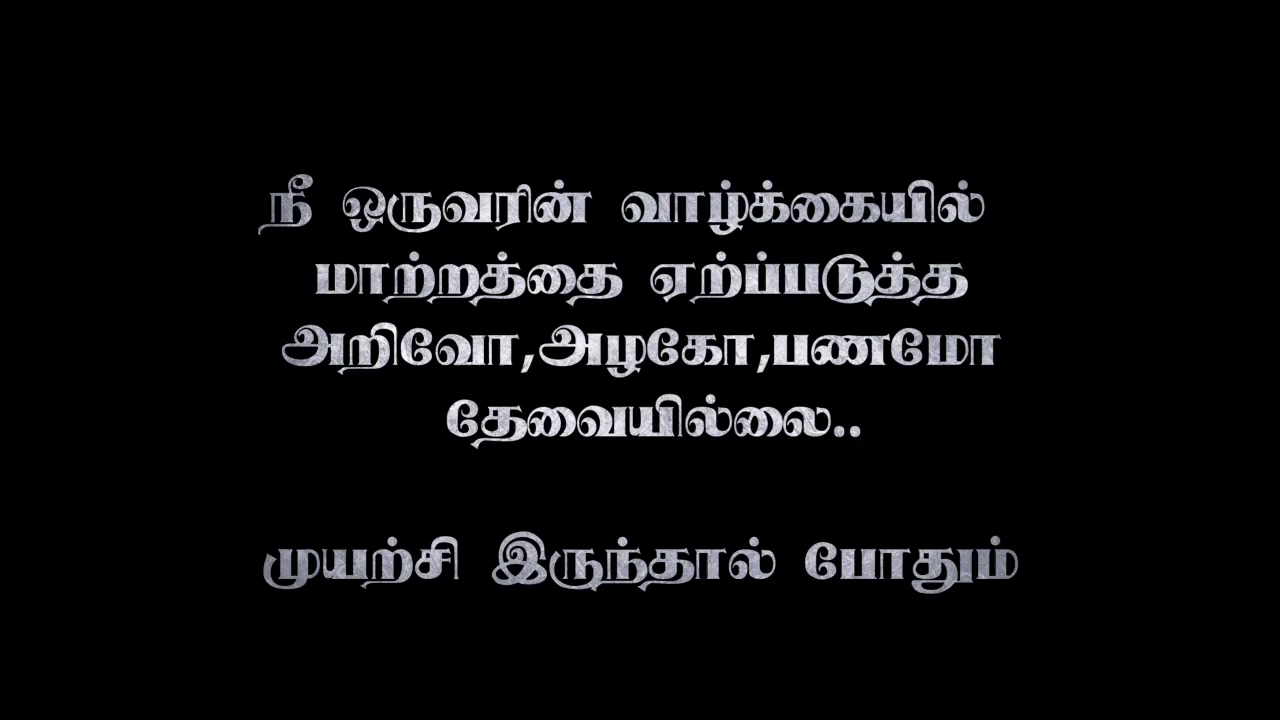 நீ ஒருவரின் வாழ்க்கையில்
மாற்றத்தை ஏற்ப்படுத்த
அறிவோ,அழகோ,பணமோ
தேவையில்லை..
முயற்சி இருந்தால் போதும்